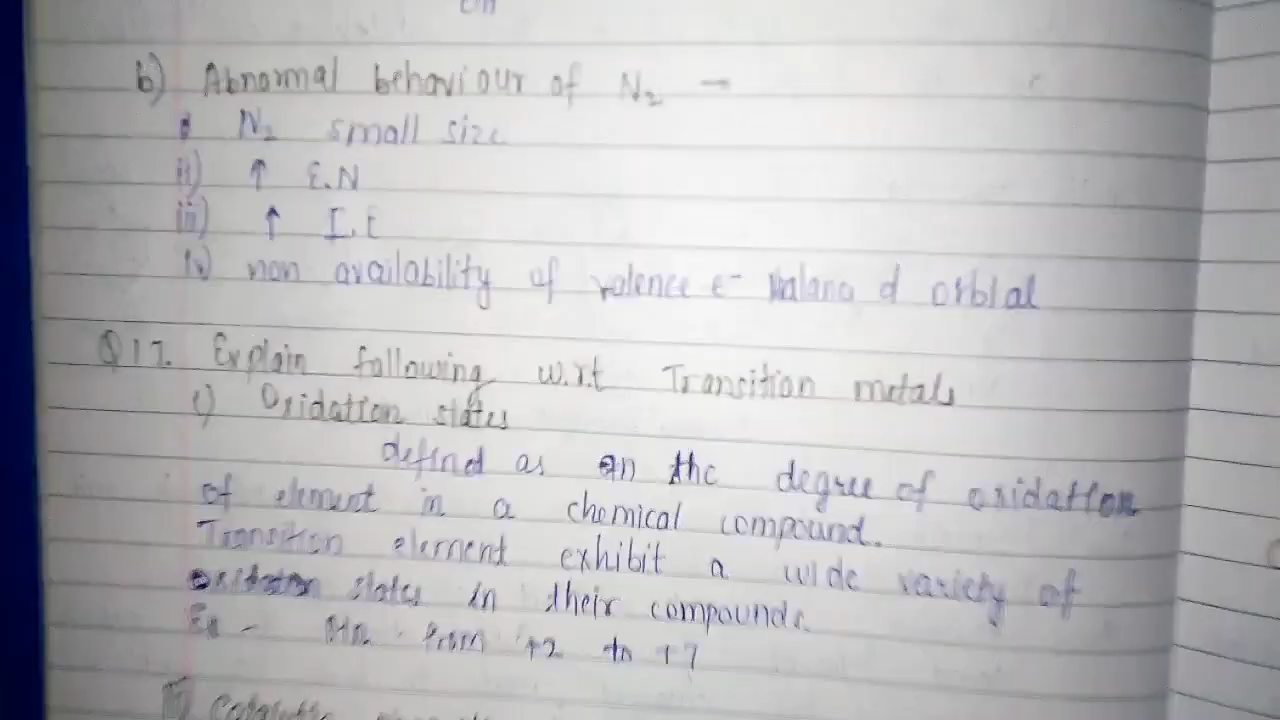 b) Abnormal behaviour of N2 →
N2 small size
ii) ↑ E.N
iii) ↑ I.E
iv) non availability of valence e- d orbial
Q17. Explain following w.r.t Transition metals
i) Oxidation states
defined as the degree of oxidation
of element in a chemical compound.
Transition element exhibit a wide variety of
oxidation states in their compounds.
Ex - Mn from +2 to +7